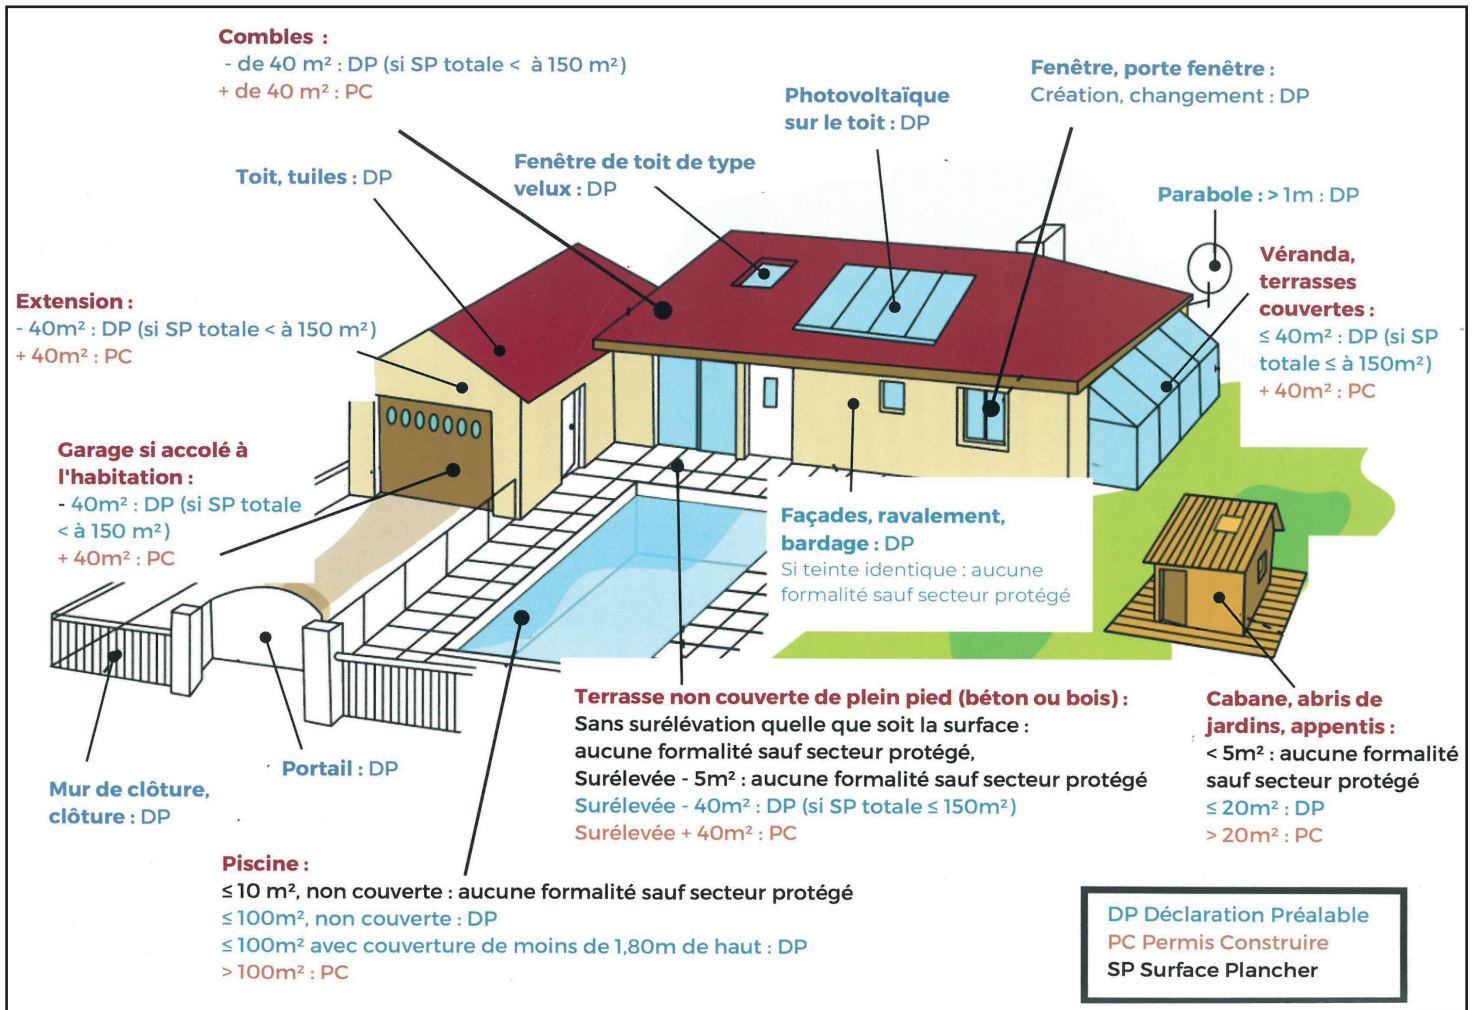 Combles :
- de 40 m² : DP (si SP totale < à 150 m²)
+ de 40 m² : PC
Fenêtre, porte fenêtre :
Création, changement : DP
Photovoltaïque
sur le toit : DP
Fenêtre de toit de type
velux : DP
Toit, tuiles : DP
Parabole : > 1m : DP
Véranda,
terrasses
couvertes :
≤ 40m² : DP (si SP
totale ≤ à 150m²)
+ 40m² : PC
Extension :
- 40m² : DP (si SP totale < à 150 m²)
+ 40m² : PC
Garage si accolé à
l'habitation :
- 40m² : DP (si SP totale
< à 150 m²)
+ 40m² : PC
Façades, ravalement,
bardage : DP
Si teinte identique : aucune
formalité sauf secteur protégé
Terrasse non couverte de plein pied (béton ou bois) :
Sans surélévation quelle que soit la surface :
aucune formalité sauf secteur protégé,
Surélevée - 5m² : aucune formalité sauf secteur protégé
Surélevée - 40m² : DP (si SP totale ≤ 150m²)
Surélevée + 40m² : PC
Cabane, abris de
jardins, appentis :
< 5m² : aucune formalité
sauf secteur protégé
≤ 20m² : DP
> 20m² : PC
Portail : DP
Mur de clôture,
clôture : DP
Piscine :
≤ 10 m², non couverte : aucune formalité sauf secteur protégé
≤ 100m², non couverte : DP
≤ 100m² avec couverture de moins de 1,80m de haut : DP
> 100m² : PC
DP Déclaration Préalable
PC Permis Construire
SP Surface Plancher